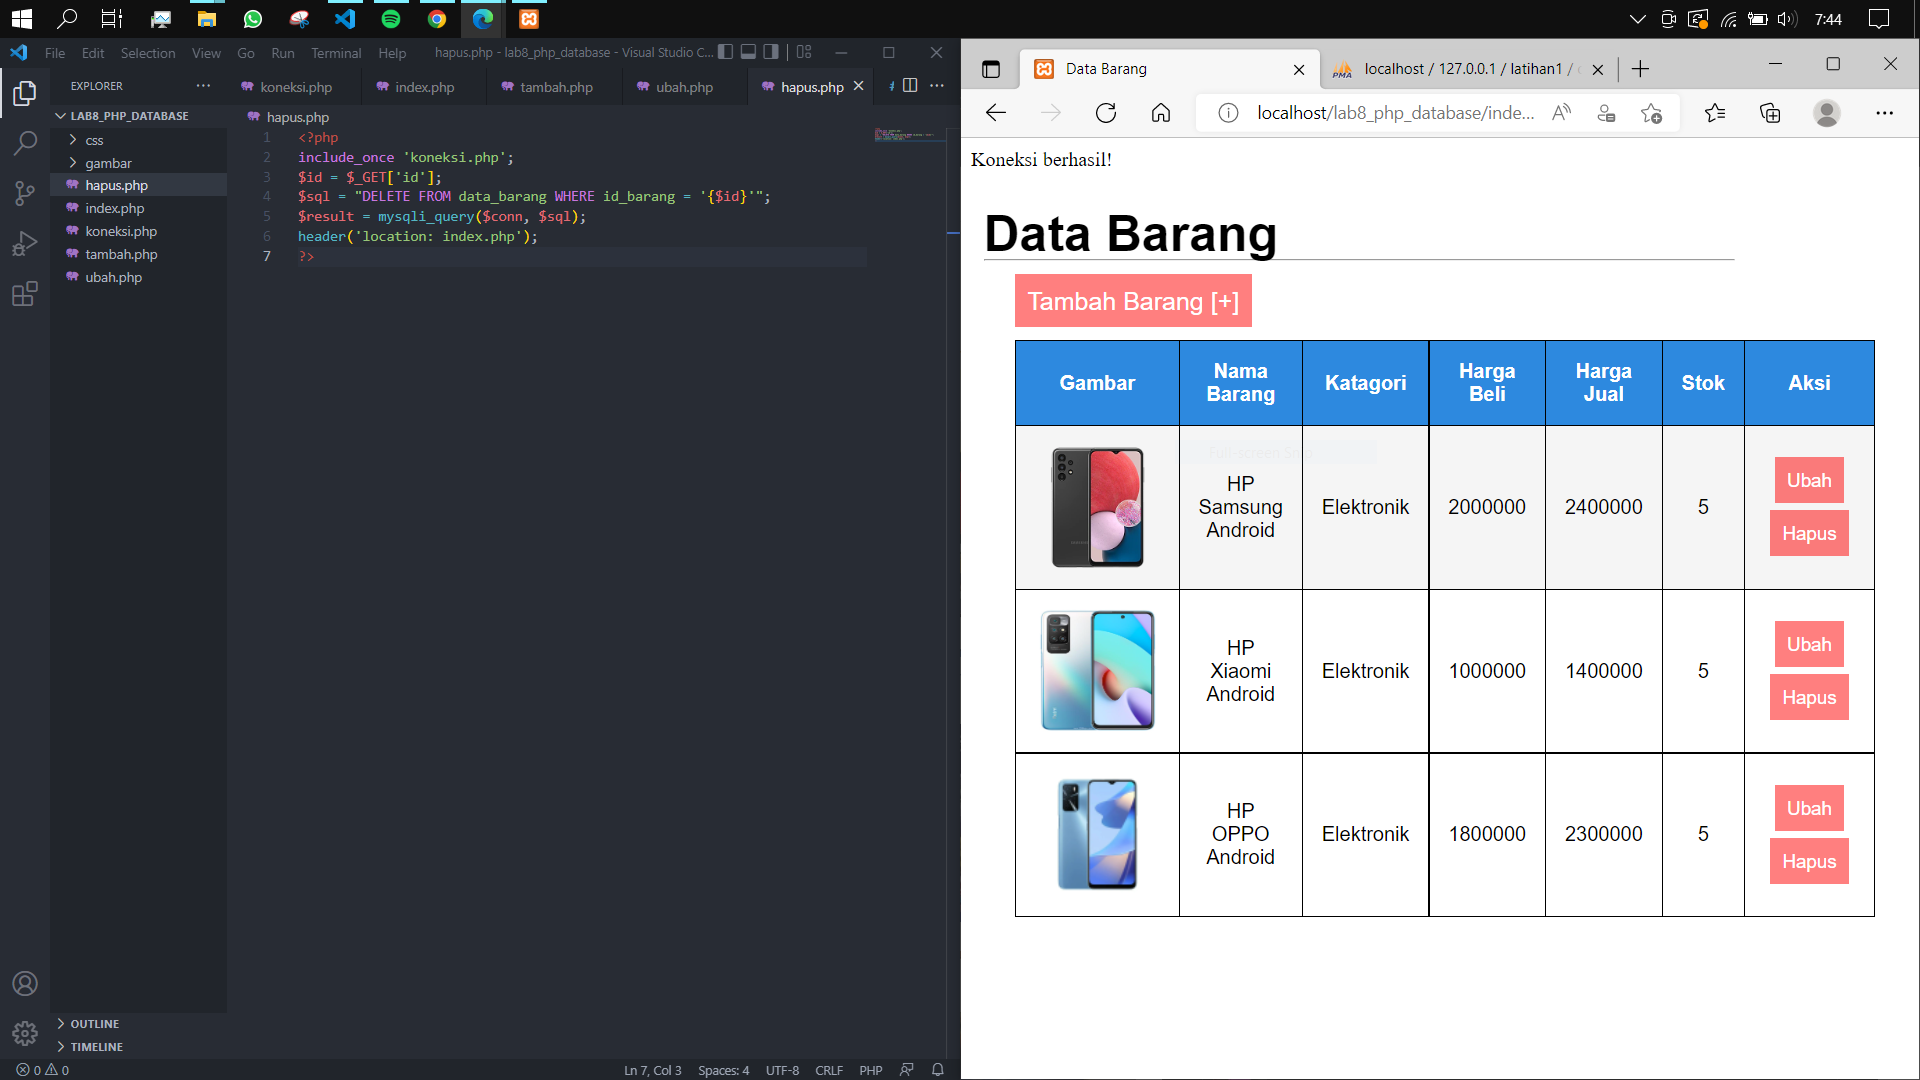 7:44
File Edit Selection View Go Run Terminal Help hapus.php - lab8_php_database - Visual Studio C...
EXPLORER
LAB8_PHP_DATABASE
css
gambar
hapus.php
index.php
koneksi.php
tambah.php
ubah.php
OUTLINE
TIMELINE
koneksi.php index.php tambah.php ubah.php hapus.php
hapus.php
1 <?php
2 include_once 'koneksi.php';
3 $id = $_GET['id'];
4 $sql = "DELETE FROM data_barang WHERE id_barang = '{$id}'";
5 $result = mysqli_query($conn, $sql);
6 header('location: index.php');
7 ?>
0 0 Ln 7, Col 3 Spaces: 4 UTF-8 CRLF PHP
Data Barang PMA localhost / 127.0.0.1 / latihan1 /
localhost/lab8_php_database/inde...
Koneksi berhasil!
Data Barang
Tambah Barang [+]
Gambar Nama Barang Katagori Harga Beli Harga Jual Stok Aksi
HP Samsung Android Elektronik 2000000 2400000 5 Ubah Hapus
HP Xiaomi Android Elektronik 1000000 1400000 5 Ubah Hapus
HP OPPO Android Elektronik 1800000 2300000 5 Ubah Hapus